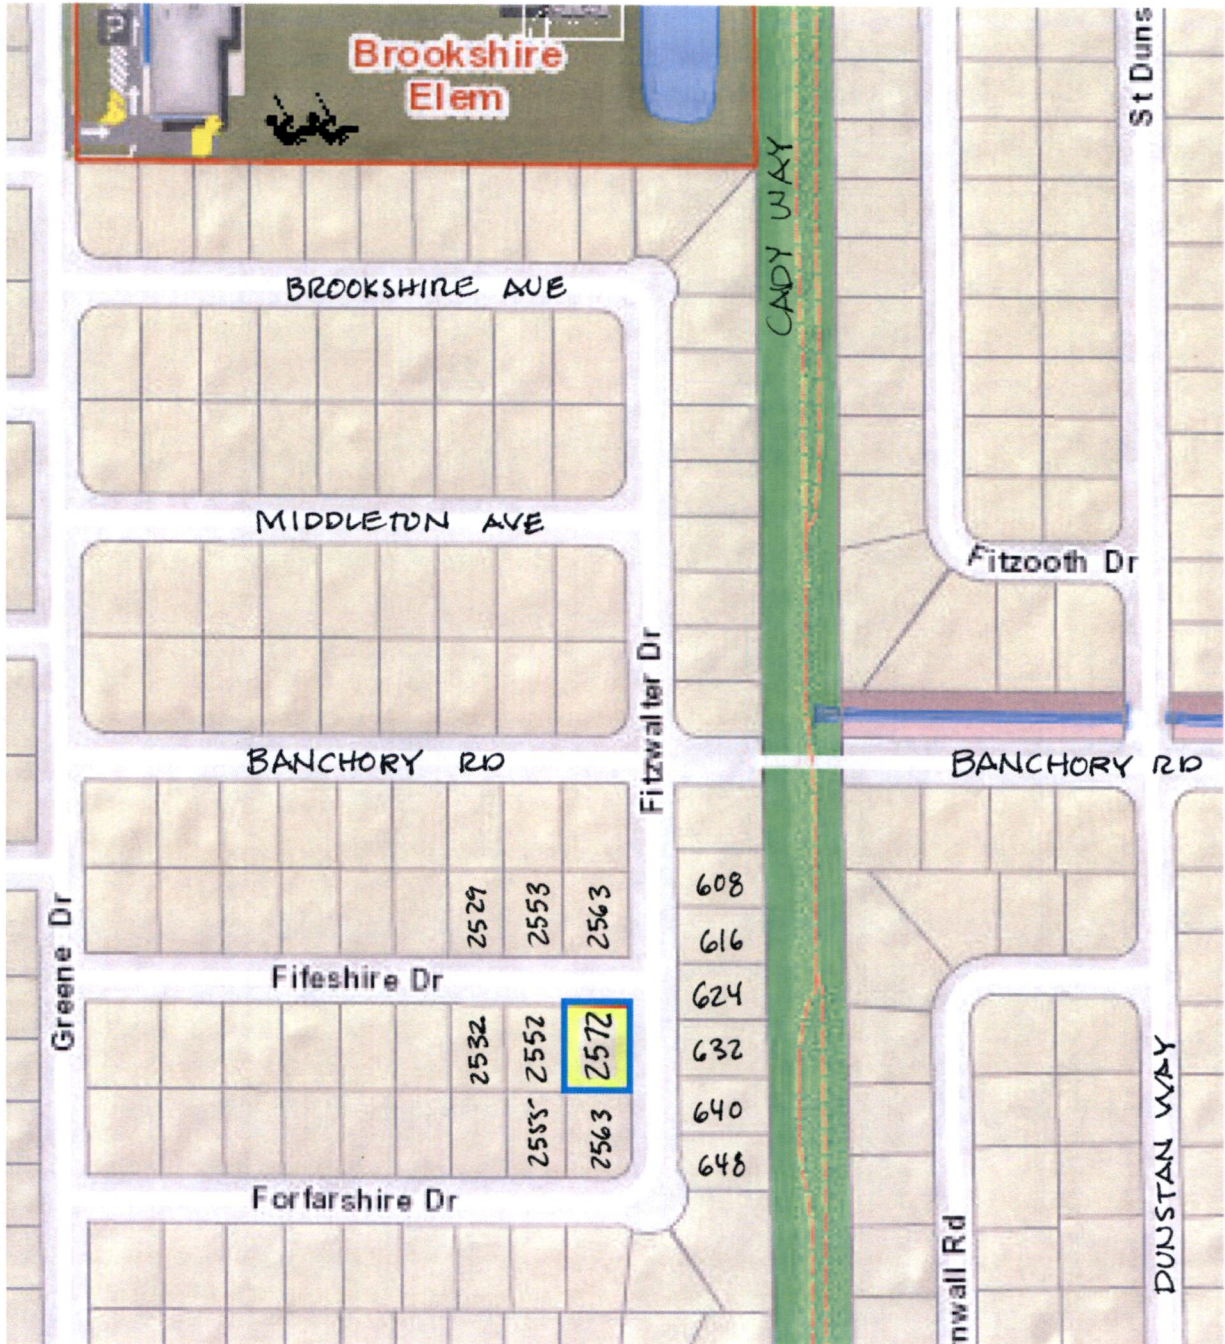 Brookshire
Elem
St Duns
CADY WAY
BROOKSHIRE AVE
MIDDLETON AVE
Fitzooth Dr
Fitzwalter Dr
BANCHORY RD
BANCHORY RD
2529
2553
2563
608
616
Greene Dr
Fifeshire Dr
624
2532
2552
2572
632
2555
2563
640
648
Forfarshire Dr
DUNSTAN WAY
nwall Rd